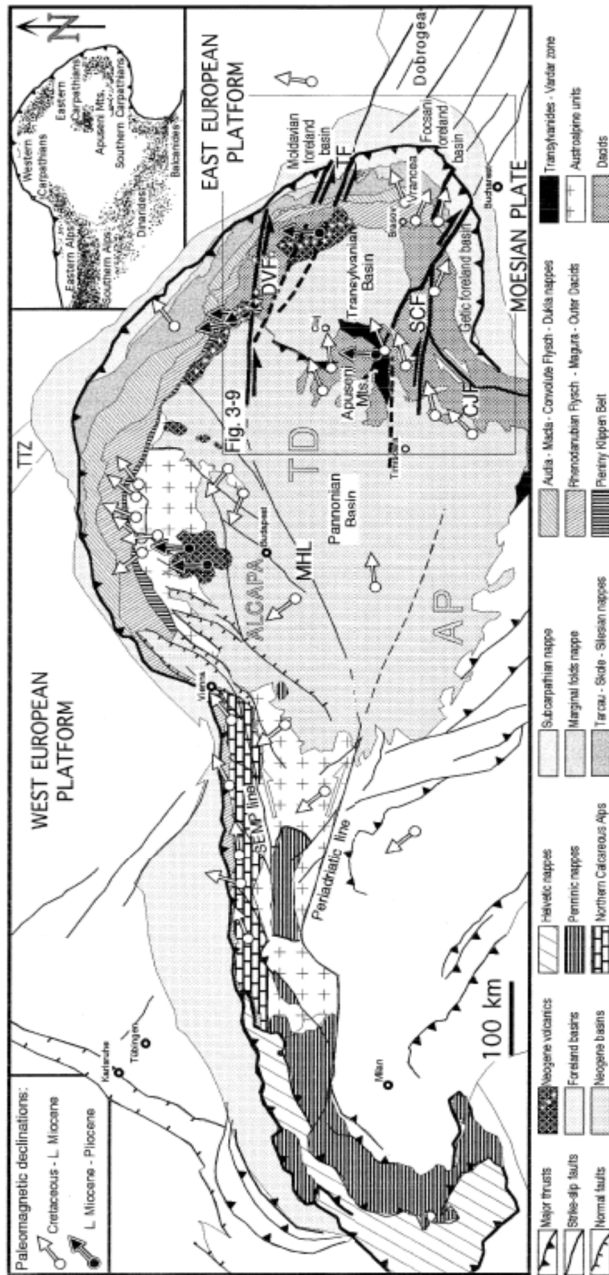 Paleomagnetic declinations:
Cretaceous - L. Miocene
L. Miocene - Pliocene
Karlsruhe
Tübingen
WEST EUROPEAN
PLATFORM
TTZ
EAST EUROPEAN
PLATFORM
N
Western
Carpathians
Eastern
Carpathians
Apuseni Mts.
Southern Carpathians
Eastern Alps
Southern Alps
Dinarides
Balcanides
Vienna
SEMP line
Periadriatic line
Milan
100 km
ALCAPA
Budapest
MHL
Pannonian
Basin
AP
TD
Fig. 3-9
DVF
Moldavian
foreland
basin
TF
Dobrogea
Focsani
foreland
basin
Vrancea
Brasov
Transylvanian
Basin
Cluj
Apuseni
Mts.
Timisoara
SCF
CJF
Getic foreland basin
Bucharest
MOESIAN PLATE
Major thrusts
Strike-slip faults
Normal faults
Neogene volcanics
Foreland basins
Neogene basins
Helvetic nappes
Penninic nappes
Northern Calcareous Alps
Subcarpathian nappe
Marginal folds nappe
Tarcau - Skole - Silesian nappes
Audia - Macla - Convolute Flysch - Dukla nappes
Rhenodanubian Flysch - Magura - Outer Dacids
Pieniny Klippen Belt
Transylvanides - Vardar zone
Austroalpine units
Dacids